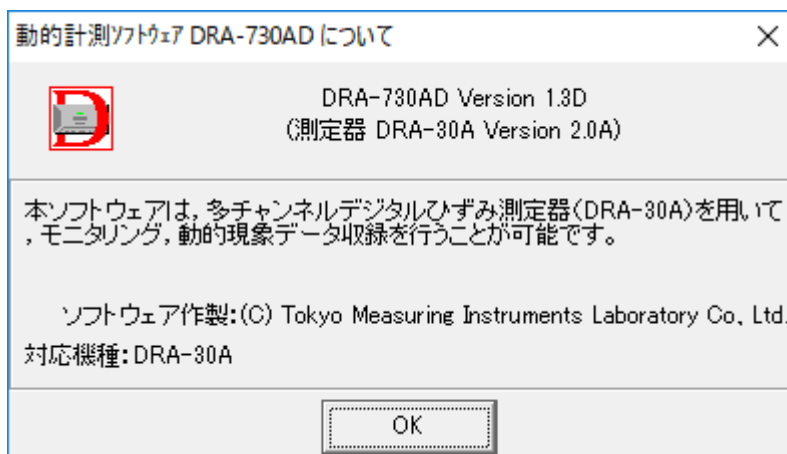 動的計測ｿﾌﾄｳｪｱ DRA-730AD について
DRA-730AD Version 1.3D
(測定器 DRA-30A Version 2.0A)
本ソフトウェアは，多チャンネルデジタルひずみ測定器(DRA-30A)を用いて
，モニタリング，動的現象データ収録を行うことが可能です。
ソフトウェア作製:(C) Tokyo Measuring Instruments Laboratory Co, Ltd.
対応機種:DRA-30A
OK